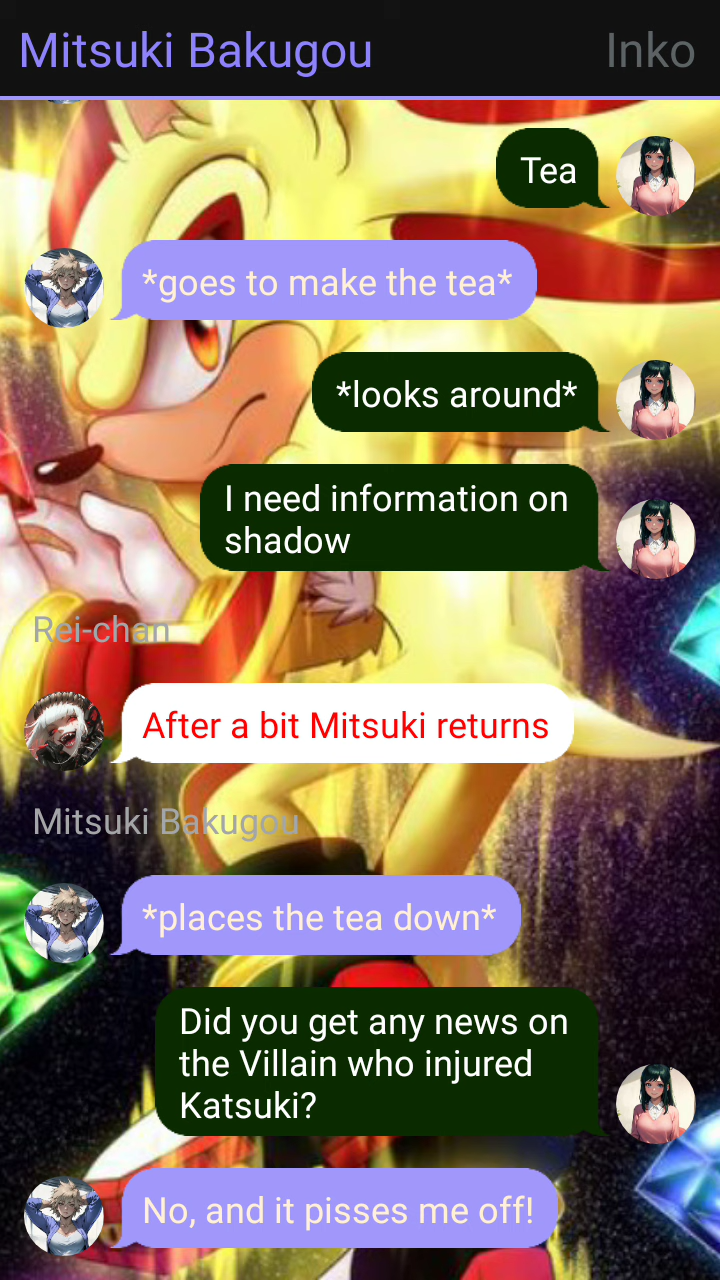 Mitsuki Bakugou
Inko
Tea
*goes to make the tea*
*looks around*
I need information on
shadow
Rei-chan
After a bit Mitsuki returns
Mitsuki Bakugou
*places the tea down*
Did you get any news on
the Villain who injured
Katsuki?
No, and it pisses me off!